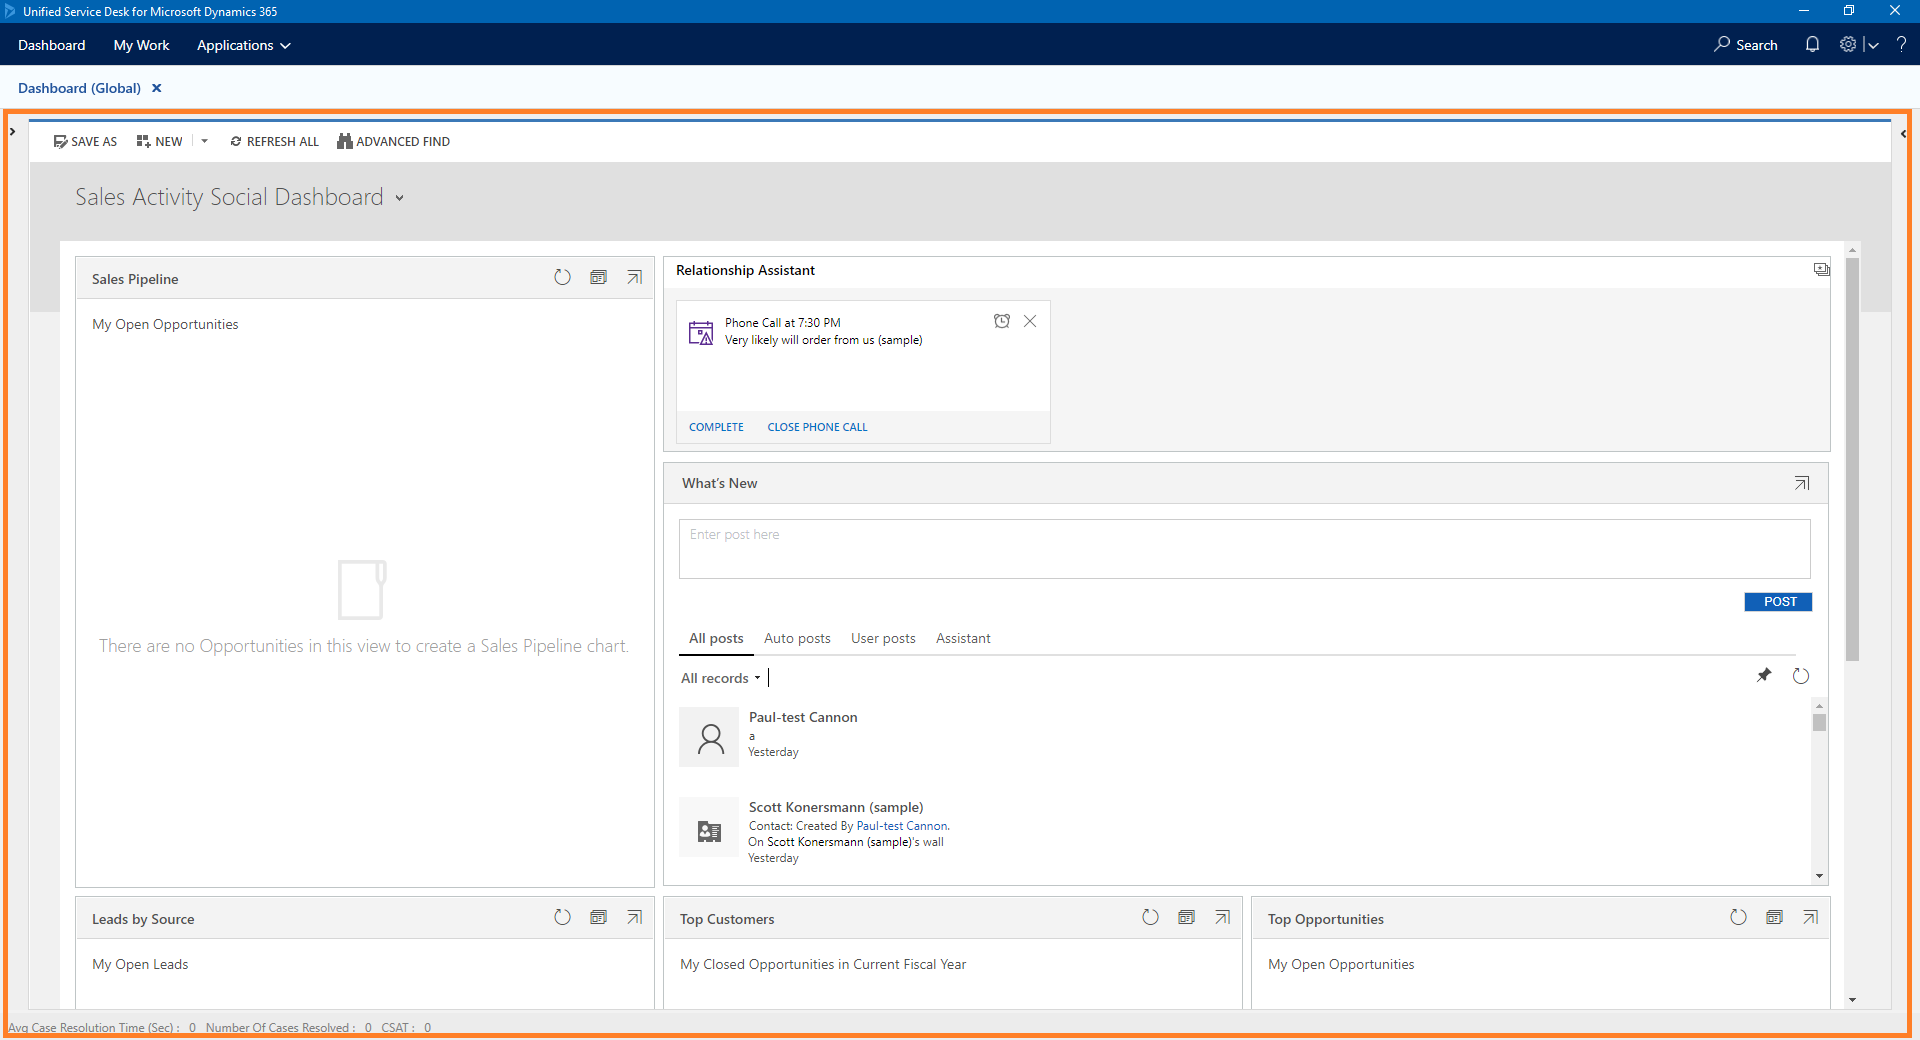 Unified Service Desk for Microsoft Dynamics 365
Dashboard My Work Applications Search ?
Dashboard (Global)
SAVE AS NEW REFRESH ALL ADVANCED FIND
Sales Activity Social Dashboard
Sales Pipeline
My Open Opportunities
There are no Opportunities in this view to create a Sales Pipeline chart.
Relationship Assistant
Phone Call at 7:30 PM
Very likely will order from us (sample)
COMPLETE CLOSE PHONE CALL
What's New
Enter post here
POST
All posts Auto posts User posts Assistant
All records
Paul-test Cannon
a
Yesterday
Scott Konersmann (sample)
Contact: Created By Paul-test Cannon.
On Scott Konersmann (sample)'s wall
Yesterday
Leads by Source
My Open Leads
Top Customers
My Closed Opportunities in Current Fiscal Year
Top Opportunities
My Open Opportunities
Avg Case Resolution Time (Sec) : 0 Number Of Cases Resolved : 0 CSAT : 0